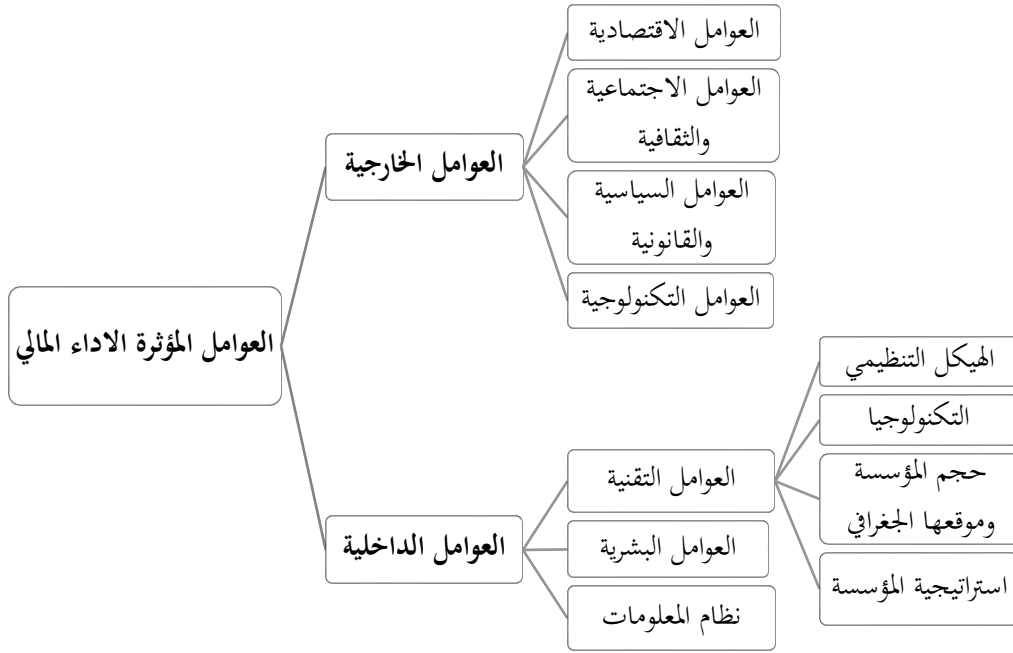 العوامل المؤثرة الاداء المالي
العوامل الخارجية
العوامل الاقتصادية
العوامل الاجتماعية
والثقافية
العوامل السياسية
والقانونية
العوامل التكنولوجية
العوامل الداخلية
العوامل التقنية
الهيكل التنظيمي
التكنولوجيا
حجم المؤسسة
وموقعها الجغرافي
استراتيجية المؤسسة
العوامل البشرية
نظام المعلومات